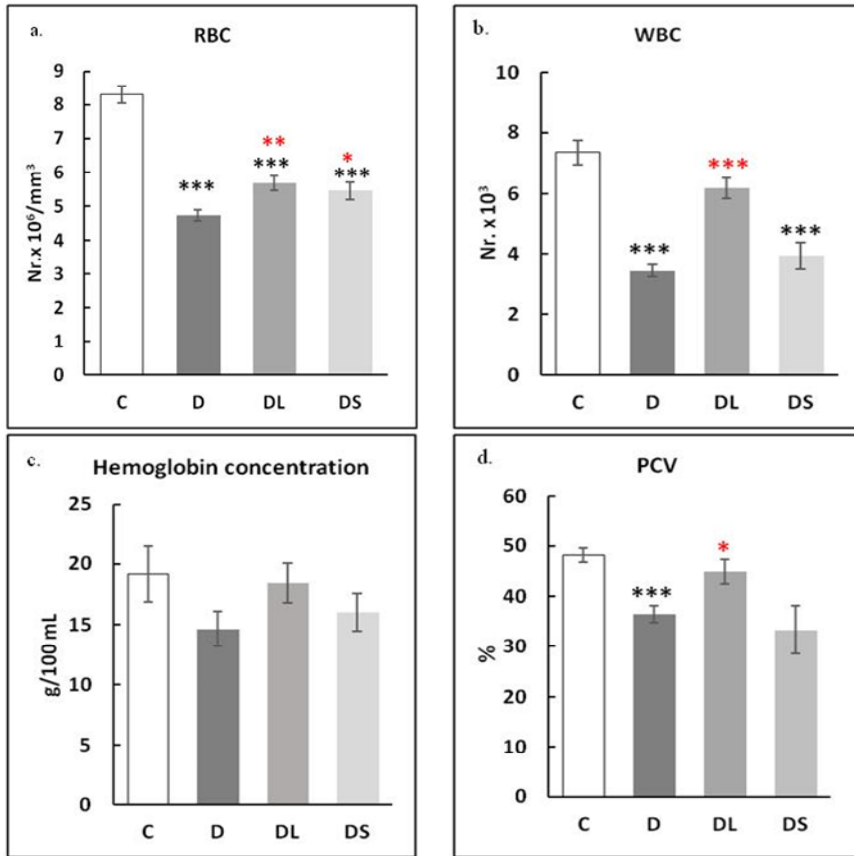 a.
RBC
Nr.x 10⁶/mm³
9
8
7
6
5
4
3
2
1
0
***
**
***
*
***
C D DL DS
b.
WBC
Nr. x 10³
10
8
6
4
2
0
***
***
***
C D DL DS
c.
Hemoglobin concentration
g/100 mL
25
20
15
10
5
0
C D DL DS
d.
PCV
%
60
50
40
30
20
10
0
***
*
C D DL DS